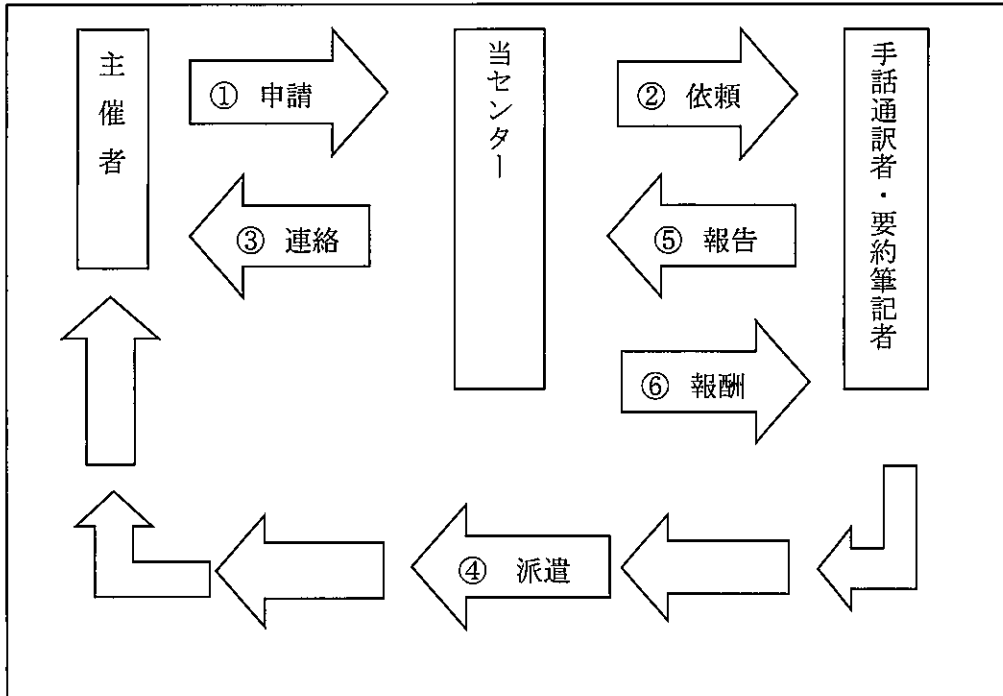 主催者
① 申請
当センター
② 依頼
手話通訳者・要約筆記者
③ 連絡
⑤ 報告
⑥ 報酬
④ 派遣